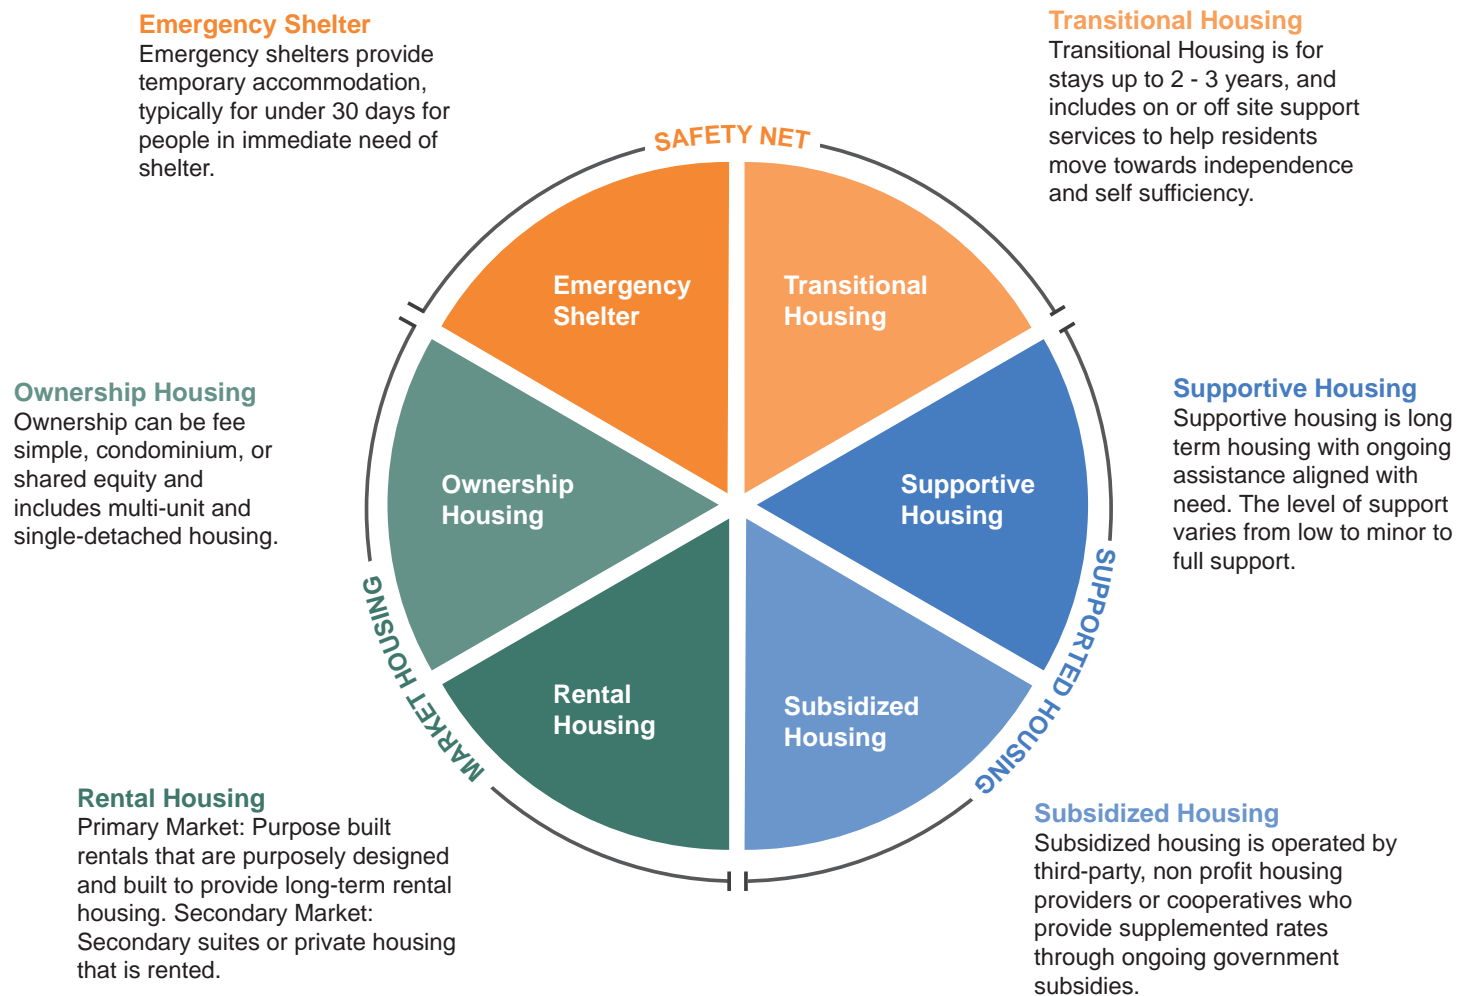 Emergency Shelter
Emergency shelters provide
temporary accommodation,
typically for under 30 days for
people in immediate need of
shelter.
Transitional Housing
Transitional Housing is for
stays up to 2 - 3 years, and
includes on or off site support
services to help residents
move towards independence
and self sufficiency.
SAFETY NET
Emergency
Shelter
Transitional
Housing
Ownership Housing
Ownership can be fee
simple, condominium, or
shared equity and
includes multi-unit and
single-detached housing.
Ownership
Housing
Supportive
Housing
Supportive Housing
Supportive housing is long
term housing with ongoing
assistance aligned with
need. The level of support
varies from low to minor to
full support.
MARKET HOUSING
SUPPORTED HOUSING
Rental
Housing
Subsidized
Housing
Rental Housing
Primary Market: Purpose built
rentals that are purposely designed
and built to provide long-term rental
housing. Secondary Market:
Secondary suites or private housing
that is rented.
Subsidized Housing
Subsidized housing is operated by
third-party, non profit housing
providers or cooperatives who
provide supplemented rates
through ongoing government
subsidies.